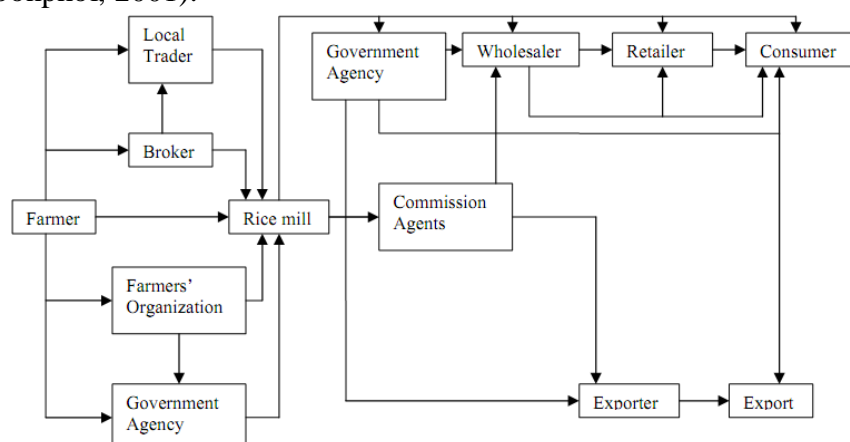 2001).
Local
Trader
Government
Agency
Wholesaler
Retailer
Consumer
Broker
Farmer
Rice mill
Commission
Agents
Farmers’
Organization
Government
Agency
Exporter
Export